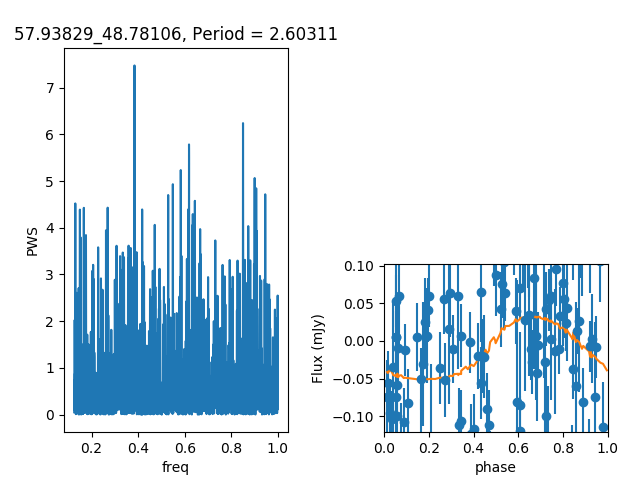 57.93829_48.78106, Period = 2.60311
PWS
7
6
5
4
3
2
1
0
0.2 0.4 0.6 0.8 1.0
freq
Flux (mJy)
0.10
0.05
0.00
−0.05
−0.10
0.0 0.2 0.4 0.6 0.8 1.0
phase